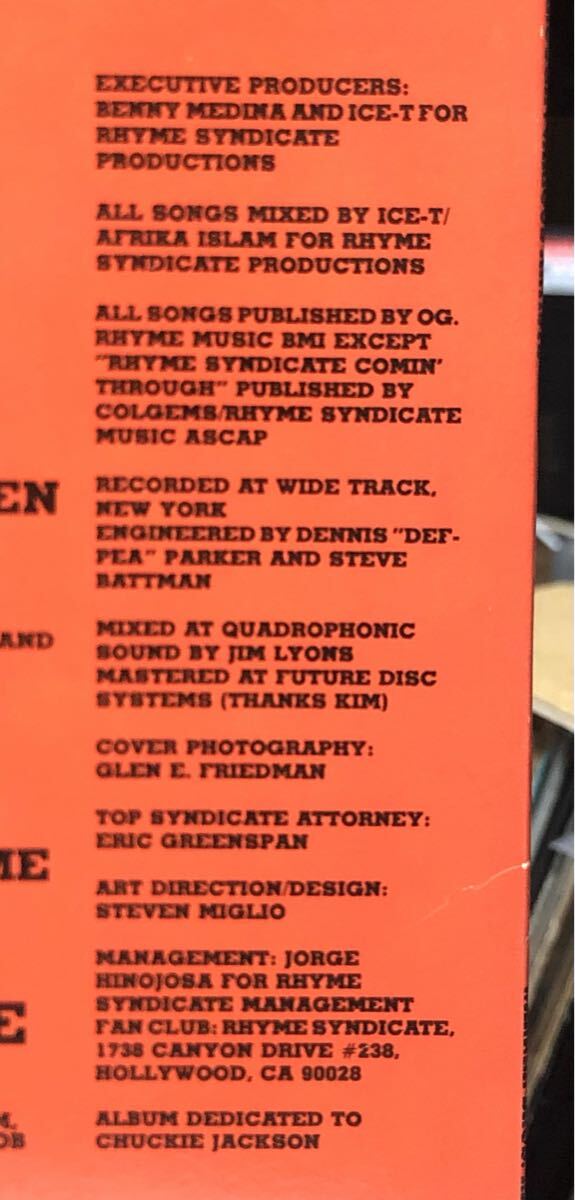 EXECUTIVE PRODUCERS:
BENNY MEDINA AND ICE-T FOR
RHYME SYNDICATE
PRODUCTIONS
ALL SONGS MIXED BY ICE-T/
AFRIKA ISLAM FOR RHYME
SYNDICATE PRODUCTIONS
ALL SONGS PUBLISHED BY OG.
RHYME MUSIC BMI EXCEPT
"RHYME SYNDICATE COMIN'
THROUGH" PUBLISHED BY
COLGEMS/RHYME SYNDICATE
MUSIC ASCAP
EN
RECORDED AT WIDE TRACK,
NEW YORK
ENGINEERED BY DENNIS "DEF-
PEA" PARKER AND STEVE
BATTMAN
AND
MIXED AT QUADROPHONIC
SOUND BY JIM LYONS
MASTERED AT FUTURE DISC
SYSTEMS (THANKS KIM)
COVER PHOTOGRAPHY:
GLEN E. FRIEDMAN
TOP SYNDICATE ATTORNEY:
ERIC GREENSPAN
ME
ART DIRECTION/DESIGN:
STEVEN MIGLIO
MANAGEMENT: JORGE
HINOJOSA FOR RHYME
SYNDICATE MANAGEMENT
FAN CLUB: RHYME SYNDICATE,
1738 CANYON DRIVE #238,
HOLLYWOOD, CA 90028
E
M.
OB
ALBUM DEDICATED TO
CHUCKIE JACKSON